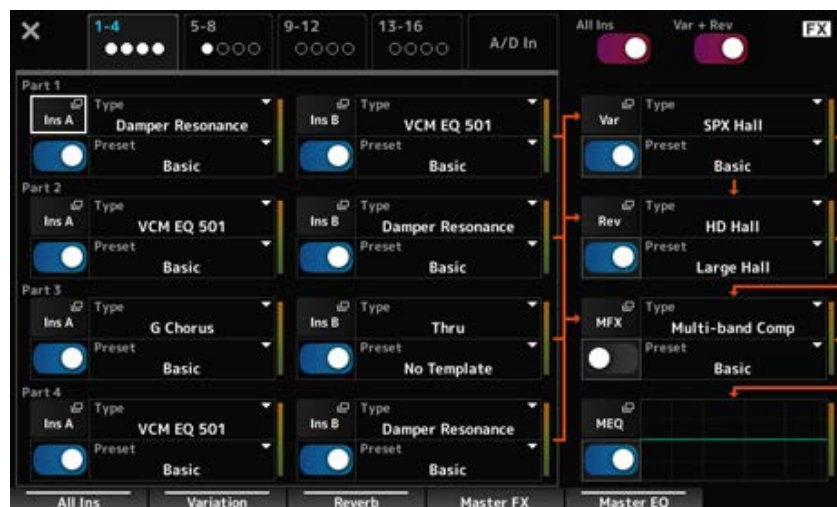 1-4 5-8 9-12 13-16 A/D In All Ins Var + Rev FX
Part 1
Ins A Type Damper Resonance Ins B Type VCM EQ 501 Var Type SPX Hall
Preset Basic Preset Basic Preset Basic
Part 2
Ins A Type VCM EQ 501 Ins B Type Damper Resonance Rev Type HD Hall
Preset Basic Preset Basic Preset Large Hall
Part 3
Ins A Type G Chorus Ins B Type Thru MFX Type Multi-band Comp
Preset Basic Preset No Template Preset Basic
Part 4
Ins A Type VCM EQ 501 Ins B Type Damper Resonance MEQ
Preset Basic Preset Basic
All Ins Variation Reverb Master FX Master EQ